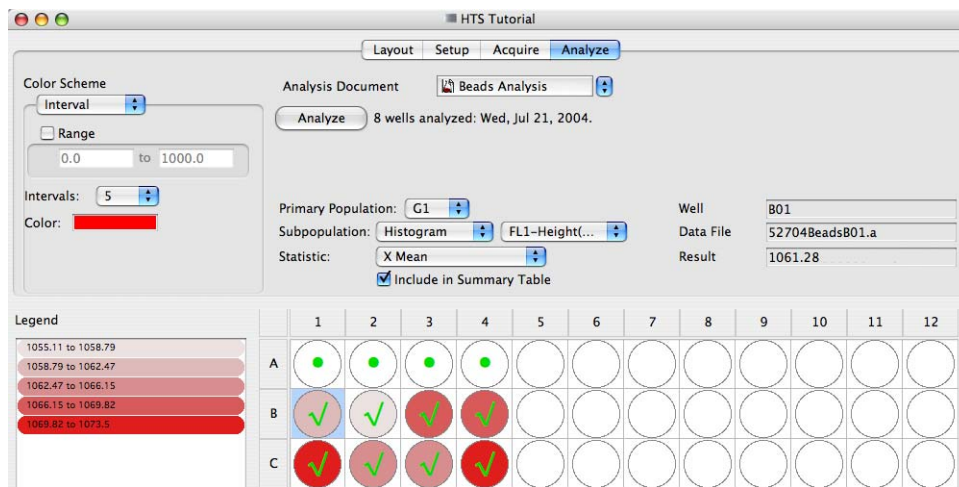 HTS Tutorial
Layout Setup Acquire Analyze
Color Scheme
Interval
Range
0.0 to 1000.0
Intervals: 5
Color:
Analysis Document Beads Analysis
Analyze 8 wells analyzed: Wed, Jul 21, 2004.
Primary Population: G1
Subpopulation: Histogram FL1-Height(...
Statistic: X Mean
Include in Summary Table
Well B01
Data File 52704BeadsB01.a
Result 1061.28
Legend
1055.11 to 1058.79
1058.79 to 1062.47
1062.47 to 1066.15
1066.15 to 1069.82
1069.82 to 1073.5
1 2 3 4 5 6 7 8 9 10 11 12
A
B
C